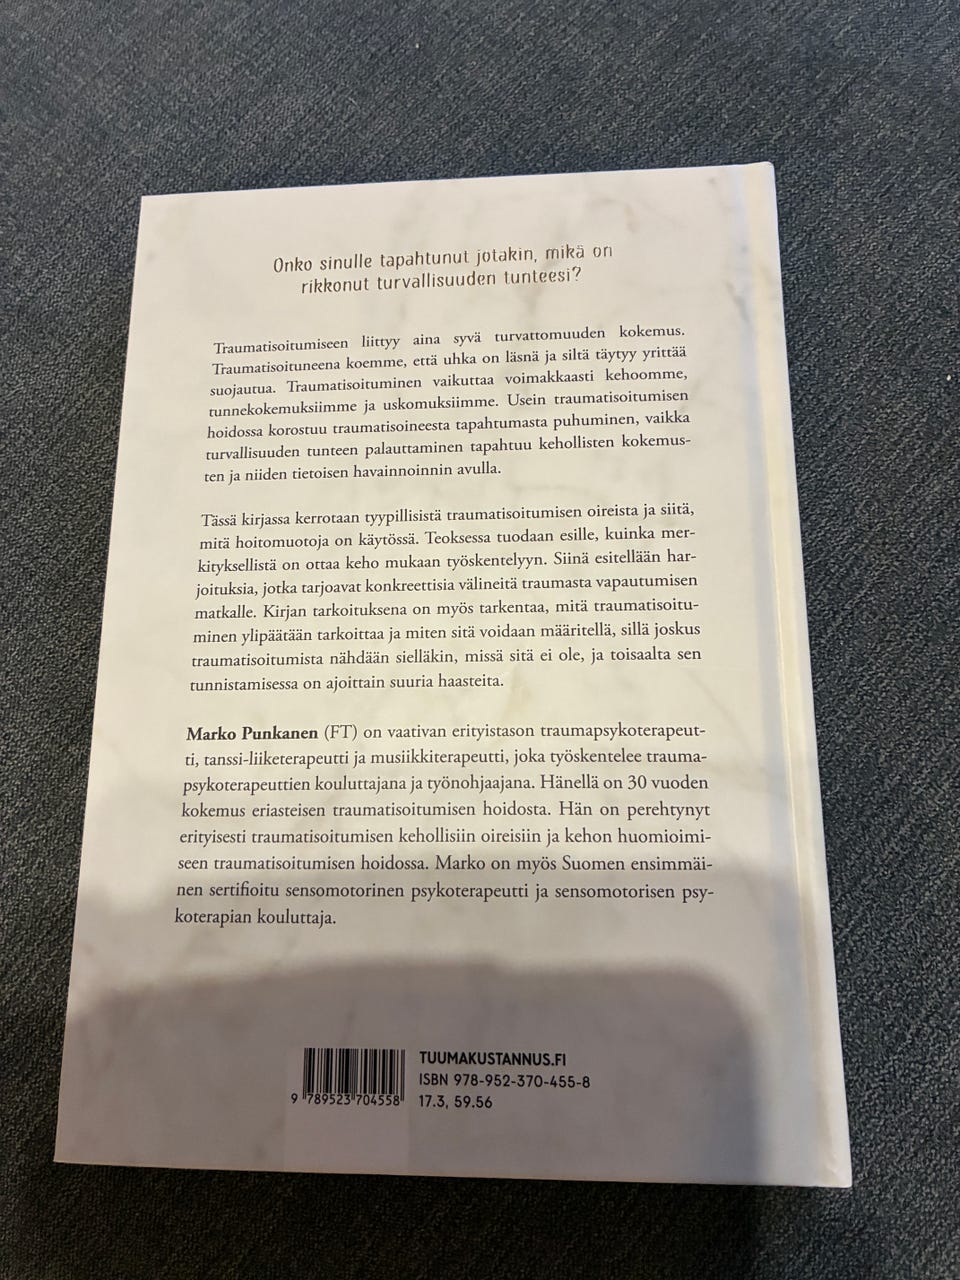 Onko sinulle tapahtunut jotakin, mikä on
rikkonut turvallisuuden tunteesi?
Traumatisoitumiseen liittyy aina syvä turvattomuuden kokemus.
Traumatisoituneena koemme, että uhka on läsnä ja siltä täytyy yrittää
suojautua. Traumatisoituminen vaikuttaa voimakkaasti kehoomme,
tunnekokemuksiimme ja uskomuksiimme. Usein traumatisoitumisen
hoidossa korostuu traumatisoineesta tapahtumasta puhuminen, vaikka
turvallisuuden tunteen palauttaminen tapahtuu kehollisten kokemus-
ten ja niiden tietoisen havainnoinnin avulla.
Tässä kirjassa kerrotaan tyypillisistä traumatisoitumisen oireista ja siitä,
mitä hoitomuotoja on käytössä. Teoksessa tuodaan esille, kuinka mer-
kityksellistä on ottaa keho mukaan työskentelyyn. Siinä esitellään har-
joituksia, jotka tarjoavat konkreettisia välineitä traumasta vapautumisen
matkalle. Kirjan tarkoituksena on myös tarkentaa, mitä traumatisoitu-
minen ylipäätään tarkoittaa ja miten sitä voidaan määritellä, sillä joskus
traumatisoitumista nähdään sielläkin, missä sitä ei ole, ja toisaalta sen
tunnistamisessa on ajoittain suuria haasteita.
Marko Punkanen (FT) on vaativan erityistason traumapsykoterapeut-
ti, tanssi-liiketerapeutti ja musiikkiterapeutti, joka työskentelee trauma-
psykoterapeuttien kouluttajana ja työnohjaajana. Hänellä on 30 vuoden
kokemus eriasteisen traumatisoitumisen hoidosta. Hän on perehtynyt
erityisesti traumatisoitumisen kehollisiin oireisiin ja kehon huomioimi-
seen traumatisoitumisen hoidossa. Marko on myös Suomen ensimmäi-
nen sertifioitu sensomotorinen psykoterapeutti ja sensomotorisen psy-
koterapian kouluttaja.
TUUMAKUSTANNUS.FI
ISBN 978-952-370-455-8
17.3, 59.56
9 789523 704558